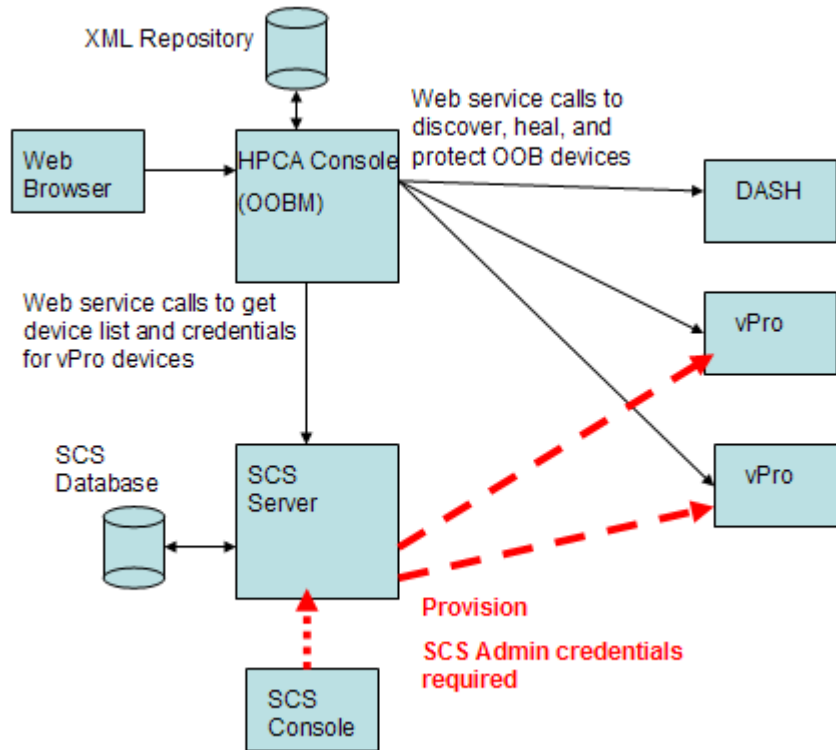 XML Repository
Web service calls to
discover, heal, and
protect OOB devices
Web
Browser
HPCA Console
(OOBM)
DASH
vPro
Web service calls to get
device list and credentials
for vPro devices
SCS
Database
SCS
Server
vPro
Provision
SCS Admin credentials
required
SCS
Console